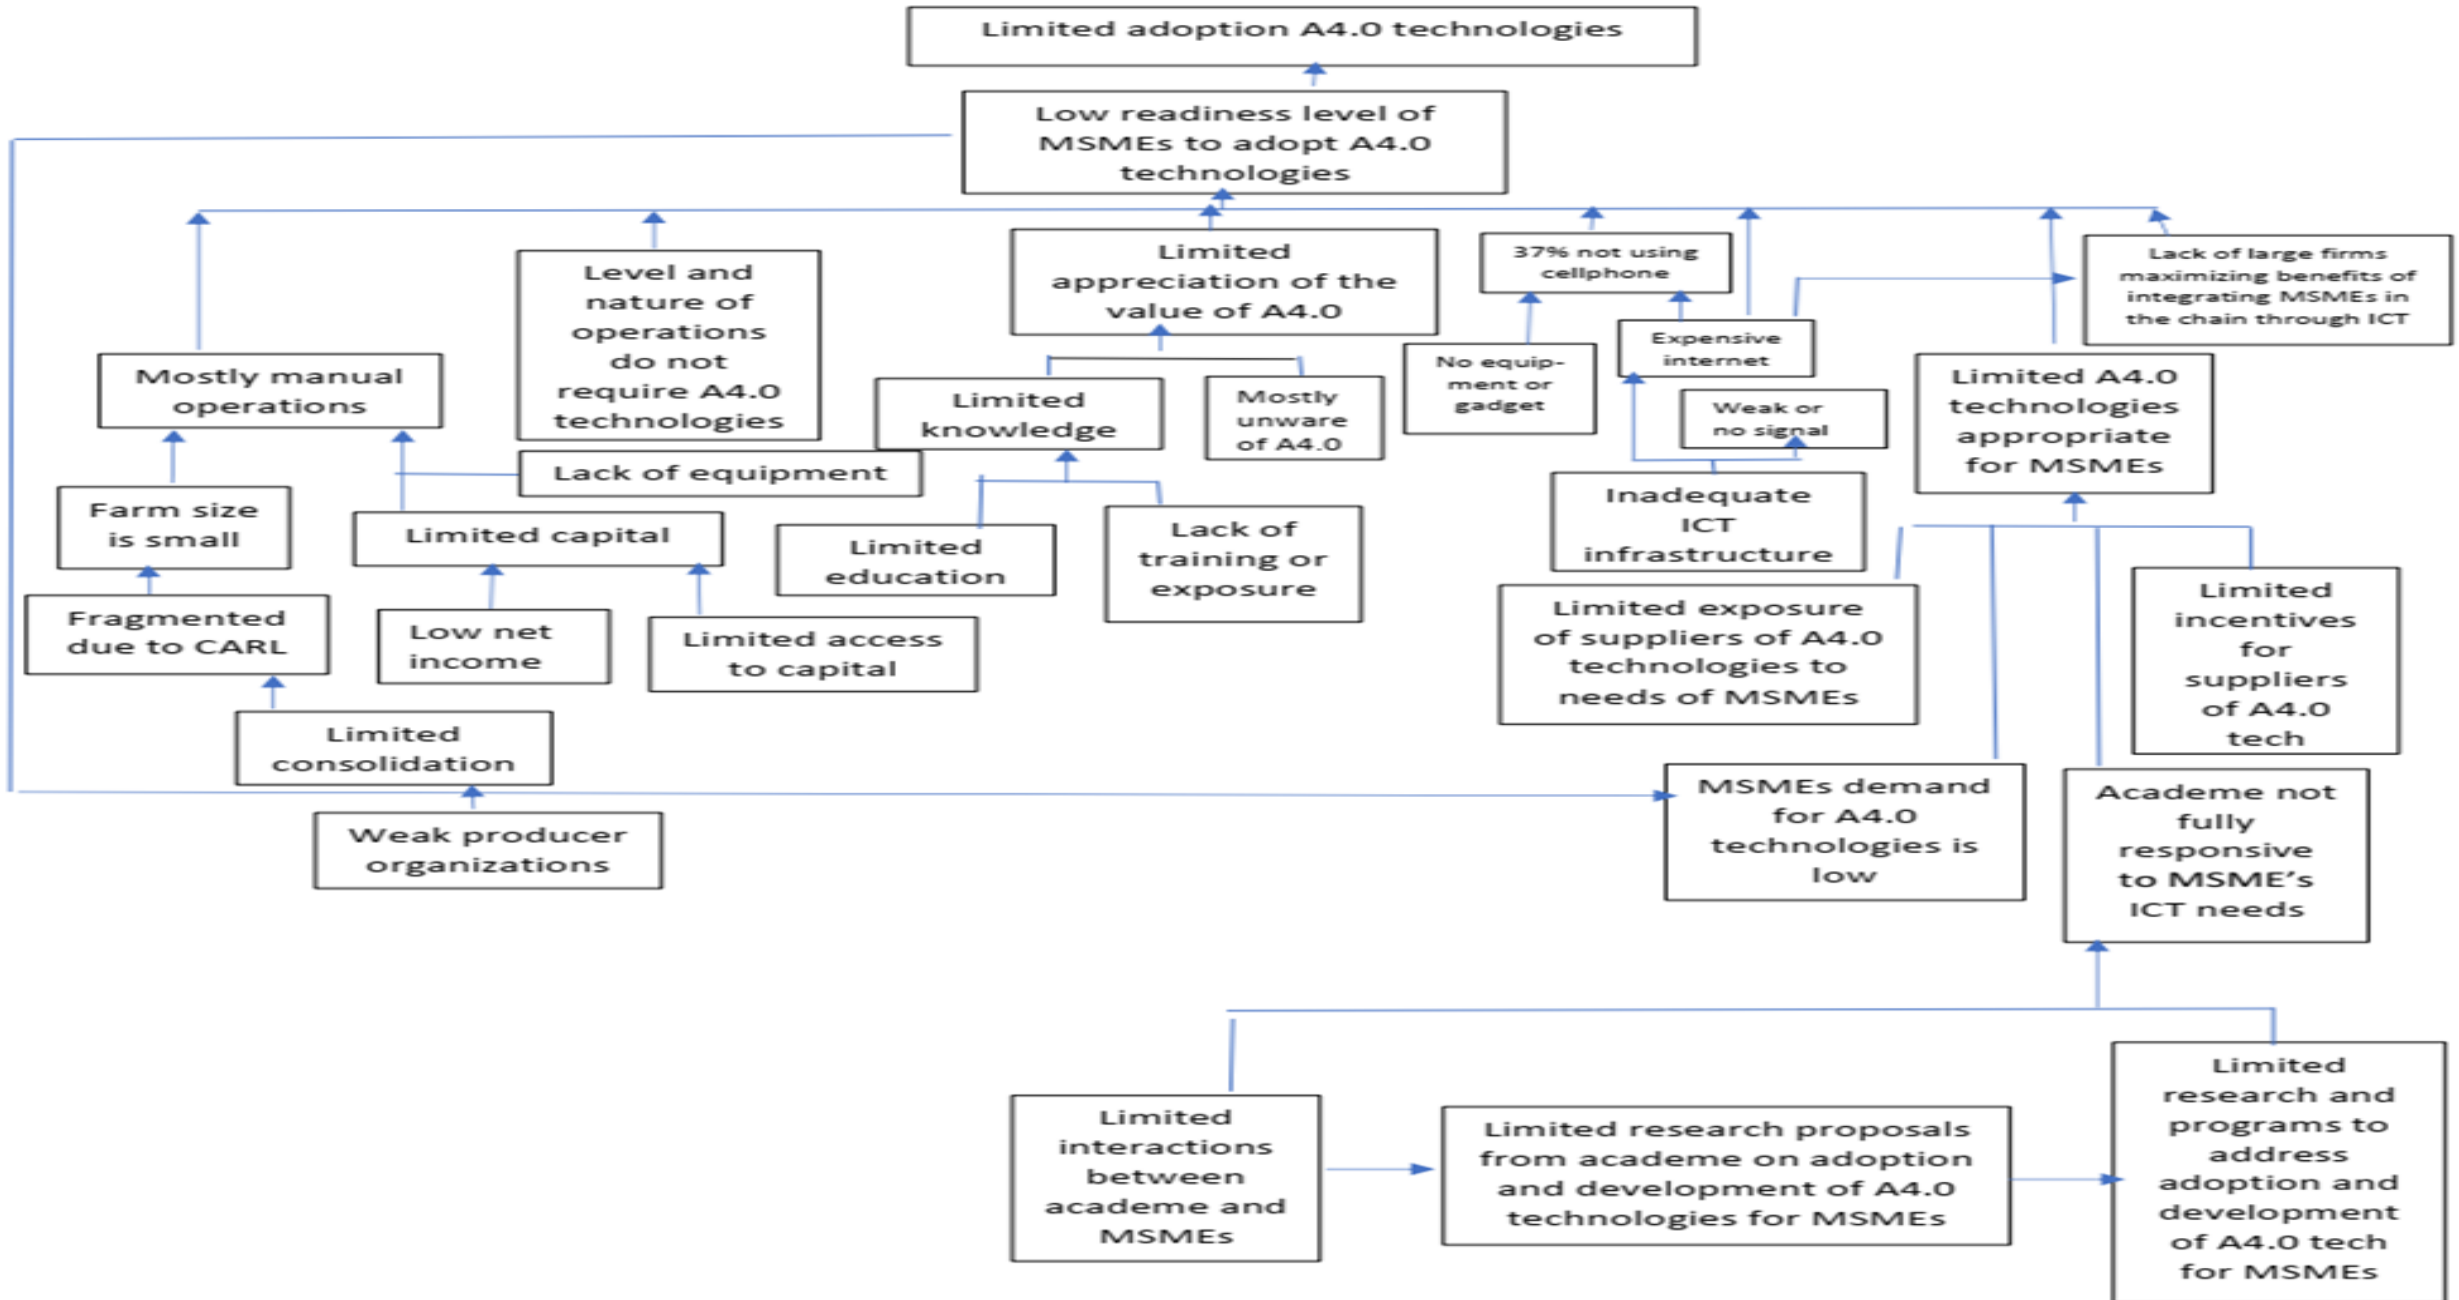 Limited adoption A4.0 technologies
Low readiness level of
MSMEs to adopt A4.0
technologies
Level and
nature of
operations
do not
require A4.0
technologies
Limited
appreciation of the
value of A4.0
37% not using
cellphone
Lack of large firms
maximizing benefits of
integrating MSMEs in
the chain through ICT
Mostly manual
operations
Limited
knowledge
Mostly
unware
of A4.0
No equip-
ment or
gadget
Expensive
internet
Weak or
no signal
Limited A4.0
technologies
appropriate
for MSMEs
Lack of equipment
Farm size
is small
Limited capital
Limited
education
Lack of
training or
exposure
Inadequate
ICT
infrastructure
Fragmented
due to CARL
Low net
income
Limited access
to capital
Limited exposure
of suppliers of A4.0
technologies to
needs of MSMEs
Limited
incentives
for
suppliers
of A4.0
tech
Limited
consolidation
Weak producer
organizations
MSMEs demand
for A4.0
technologies is
low
Academe not
fully
responsive
to MSME’s
ICT needs
Limited
interactions
between
academe and
MSMEs
Limited research proposals
from academe on adoption
and development of A4.0
technologies for MSMEs
Limited
research and
programs to
address
adoption and
development
of A4.0 tech
for MSMEs